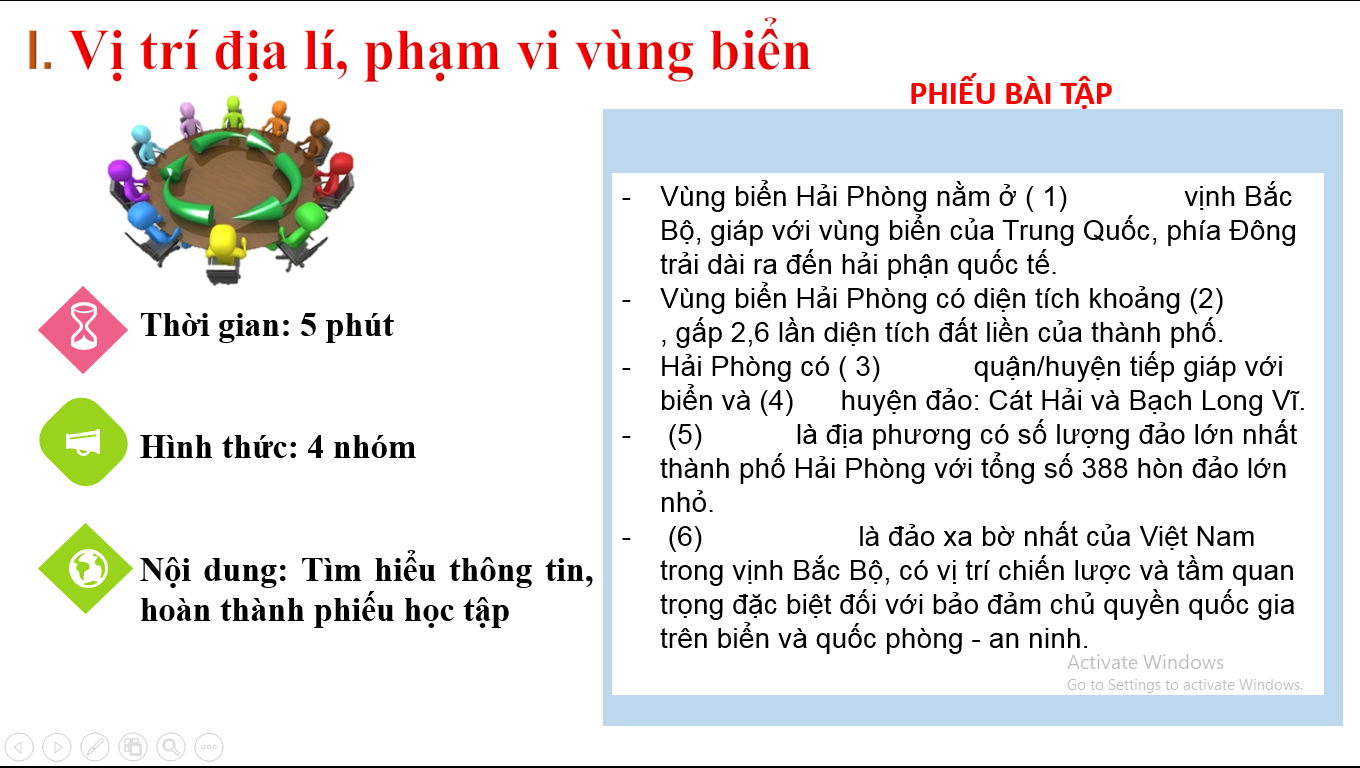 I. Vị trí địa lí, phạm vi vùng biển
PHIẾU BÀI TẬP
Thời gian: 5 phút
Hình thức: 4 nhóm
Nội dung: Tìm hiểu thông tin,
hoàn thành phiếu học tập
- Vùng biển Hải Phòng nằm ở ( 1) vịnh Bắc
Bộ, giáp với vùng biển của Trung Quốc, phía Đông
trải dài ra đến hải phận quốc tế.
- Vùng biển Hải Phòng có diện tích khoảng (2)
, gấp 2,6 lần diện tích đất liền của thành phố.
- Hải Phòng có ( 3) quận/huyện tiếp giáp với
biển và (4) huyện đảo: Cát Hải và Bạch Long Vĩ.
- (5) là địa phương có số lượng đảo lớn nhất
thành phố Hải Phòng với tổng số 388 hòn đảo lớn
nhỏ.
- (6) là đảo xa bờ nhất của Việt Nam
trong vịnh Bắc Bộ, có vị trí chiến lược và tầm quan
trọng đặc biệt đối với bảo đảm chủ quyền quốc gia
trên biển và quốc phòng - an ninh.
Activate Windows
Go to Settings to activate Windows.